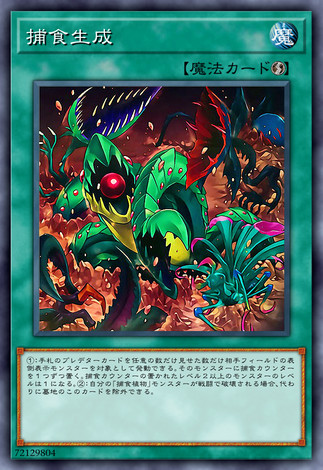 捕食生成
魔
【魔法カード】
①:手札のプレデターカードを任意の数だけ見せた数だけ相手フィールドの表
側表示モンスターを対象として発動できる。そのモンスターに捕食カウンター
を１つずつ置く。捕食カウンターの置かれたレベル２以上のモンスターのレベ
ルは１になる。②:自分の「捕食植物」モンスターが戦闘で破壊される場合、代わ
りに墓地のこのカードを除外できる。
72129804